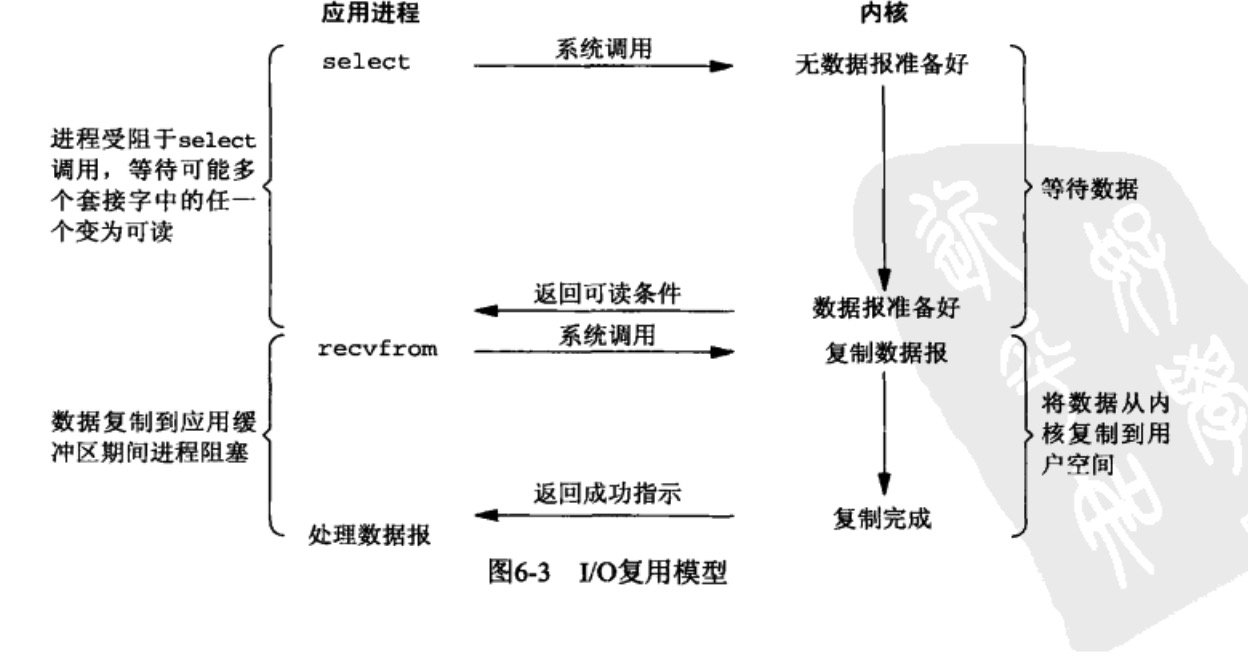 应用进程
内核
select
系统调用
无数据报准备好
进程受阻于select
调用，等待可能多
个套接字中的任一
个变为可读
等待数据
返回可读条件
数据报准备好
recvfrom
系统调用
复制数据报
数据复制到应用缓
冲区期间进程阻塞
将数据从内
核复制到用
户空间
返回成功指示
复制完成
处理数据报
图6-3 I/O复用模型